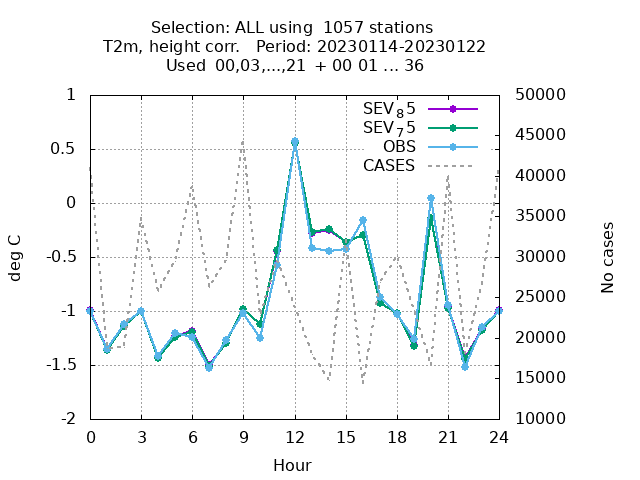 Selection: ALL using  1057 stations
T2m, height corr.   Period: 20230114-20230122
Used  00,03,...,21  + 00 01 ... 36
1
0.5
0
-0.5
-1
-1.5
-2
deg C
50000
45000
40000
35000
30000
25000
20000
15000
10000
No cases
SEV₈5
SEV₇5
OBS
CASES
0 3 6 9 12 15 18 21 24
Hour